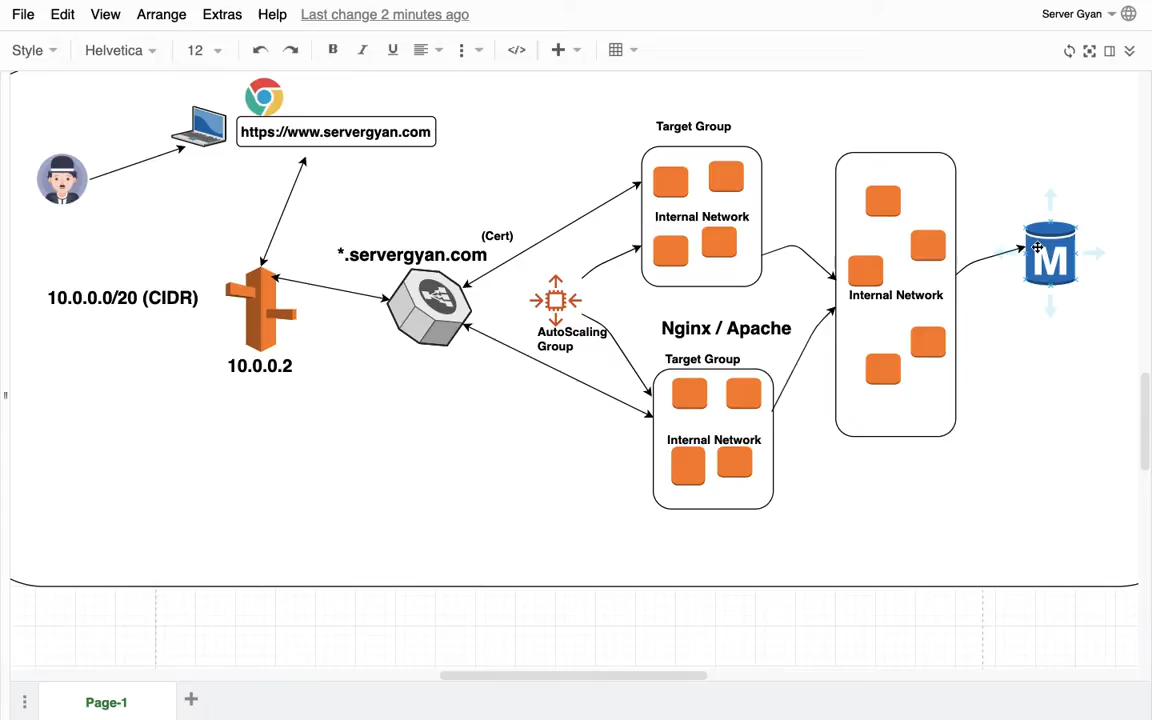 File Edit View Arrange Extras Help Last change 2 minutes ago
Server Gyan
Style Helvetica 12 B I U </>
https://www.servergyan.com
Target Group
Internal Network
(Cert)
*.servergyan.com
10.0.0.0/20 (CIDR)
10.0.0.2
AutoScaling
Group
Nginx / Apache
Target Group
Internal Network
Internal Network
M
Page-1